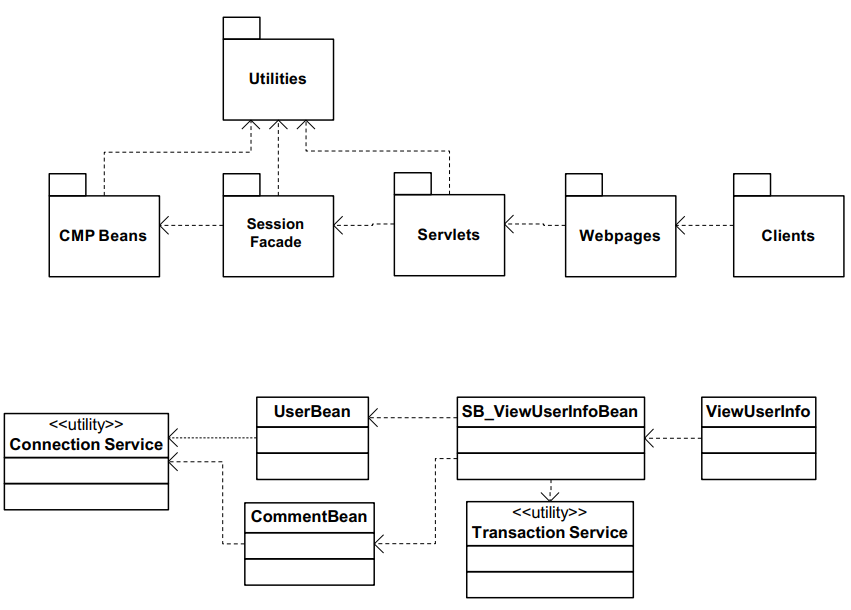 Utilities
CMP Beans
Session
Facade
Servlets
Webpages
Clients
<<utility>>
Connection Service
UserBean
SB_ViewUserInfoBean
ViewUserInfo
CommentBean
<<utility>>
Transaction Service